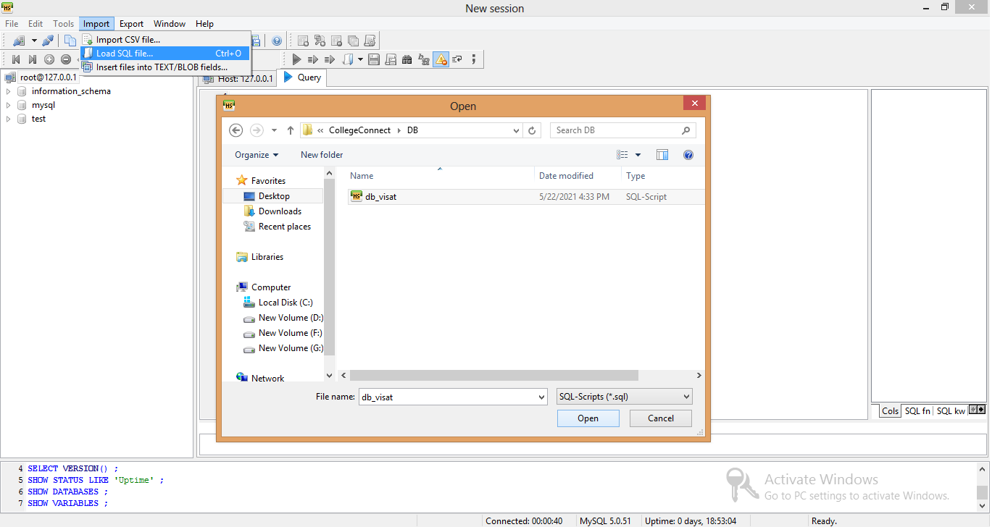 New session
File Edit Tools Import Export Window Help
Import CSV file...
Load SQL file... Ctrl+O
Insert files into TEXT/BLOB fields...
root@127.0.0.1
information_schema
mysql
test
Host: 127.0.0.1 Query
HS Open
« CollegeConnect DB Search DB
Organize New folder
Favorites
Desktop
Downloads
Recent places
Libraries
Computer
Local Disk (C:)
New Volume (D:)
New Volume (F:)
New Volume (G:)
Network
Name Date modified Type
HS db_visat 5/22/2021 4:33 PM SQL-Script
File name: db_visat SQL-Scripts (*.sql)
Open Cancel
Cols SQL fn SQL kw
4 SELECT VERSION() ;
5 SHOW STATUS LIKE 'Uptime' ;
6 SHOW DATABASES ;
7 SHOW VARIABLES ;
Activate Windows
Go to PC settings to activate Windows.
Connected: 00:00:40 MySQL 5.0.51 Uptime: 0 days, 18:53:04 Ready.